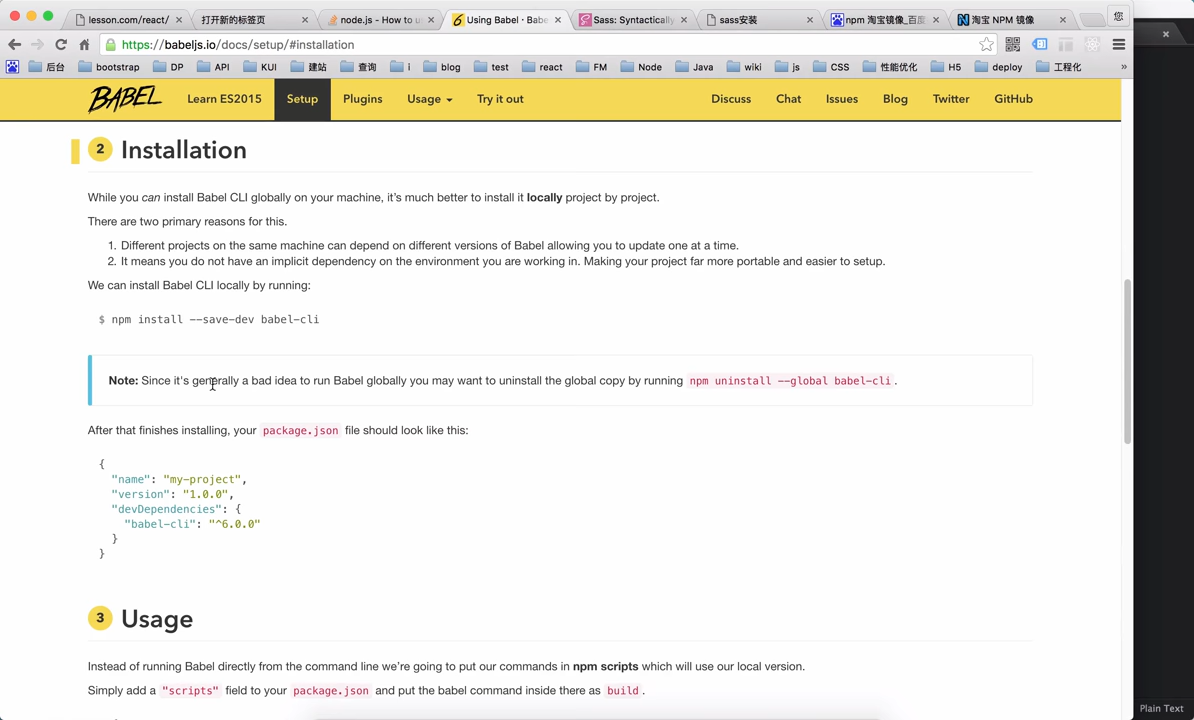 lesson.com/react/
打开新的标签页
node.js - How to u
Using Babel · Babe
Sass: Syntactically
sass安装
npm 淘宝镜像_百度
淘宝 NPM 镜像
您
https://babeljs.io/docs/setup/#installation
后台 bootstrap DP API KUI 建站 查询 i blog test react FM Node Java wiki js CSS 性能优化 H5 deploy 工程化 »
BABEL Learn ES2015 Setup Plugins Usage Try it out Discuss Chat Issues Blog Twitter GitHub
2 Installation
While you can install Babel CLI globally on your machine, it's much better to install it locally project by project.
There are two primary reasons for this.
1. Different projects on the same machine can depend on different versions of Babel allowing you to update one at a time.
2. It means you do not have an implicit dependency on the environment you are working in. Making your project far more portable and easier to setup.
We can install Babel CLI locally by running:
$ npm install --save-dev babel-cli
Note: Since it's generally a bad idea to run Babel globally you may want to uninstall the global copy by running npm uninstall --global babel-cli.
After that finishes installing, your package.json file should look like this:
{
"name": "my-project",
"version": "1.0.0",
"devDependencies": {
"babel-cli": "^6.0.0"
}
}
3 Usage
Instead of running Babel directly from the command line we're going to put our commands in npm scripts which will use our local version.
Simply add a "scripts" field to your package.json and put the babel command inside there as build.
Plain Text